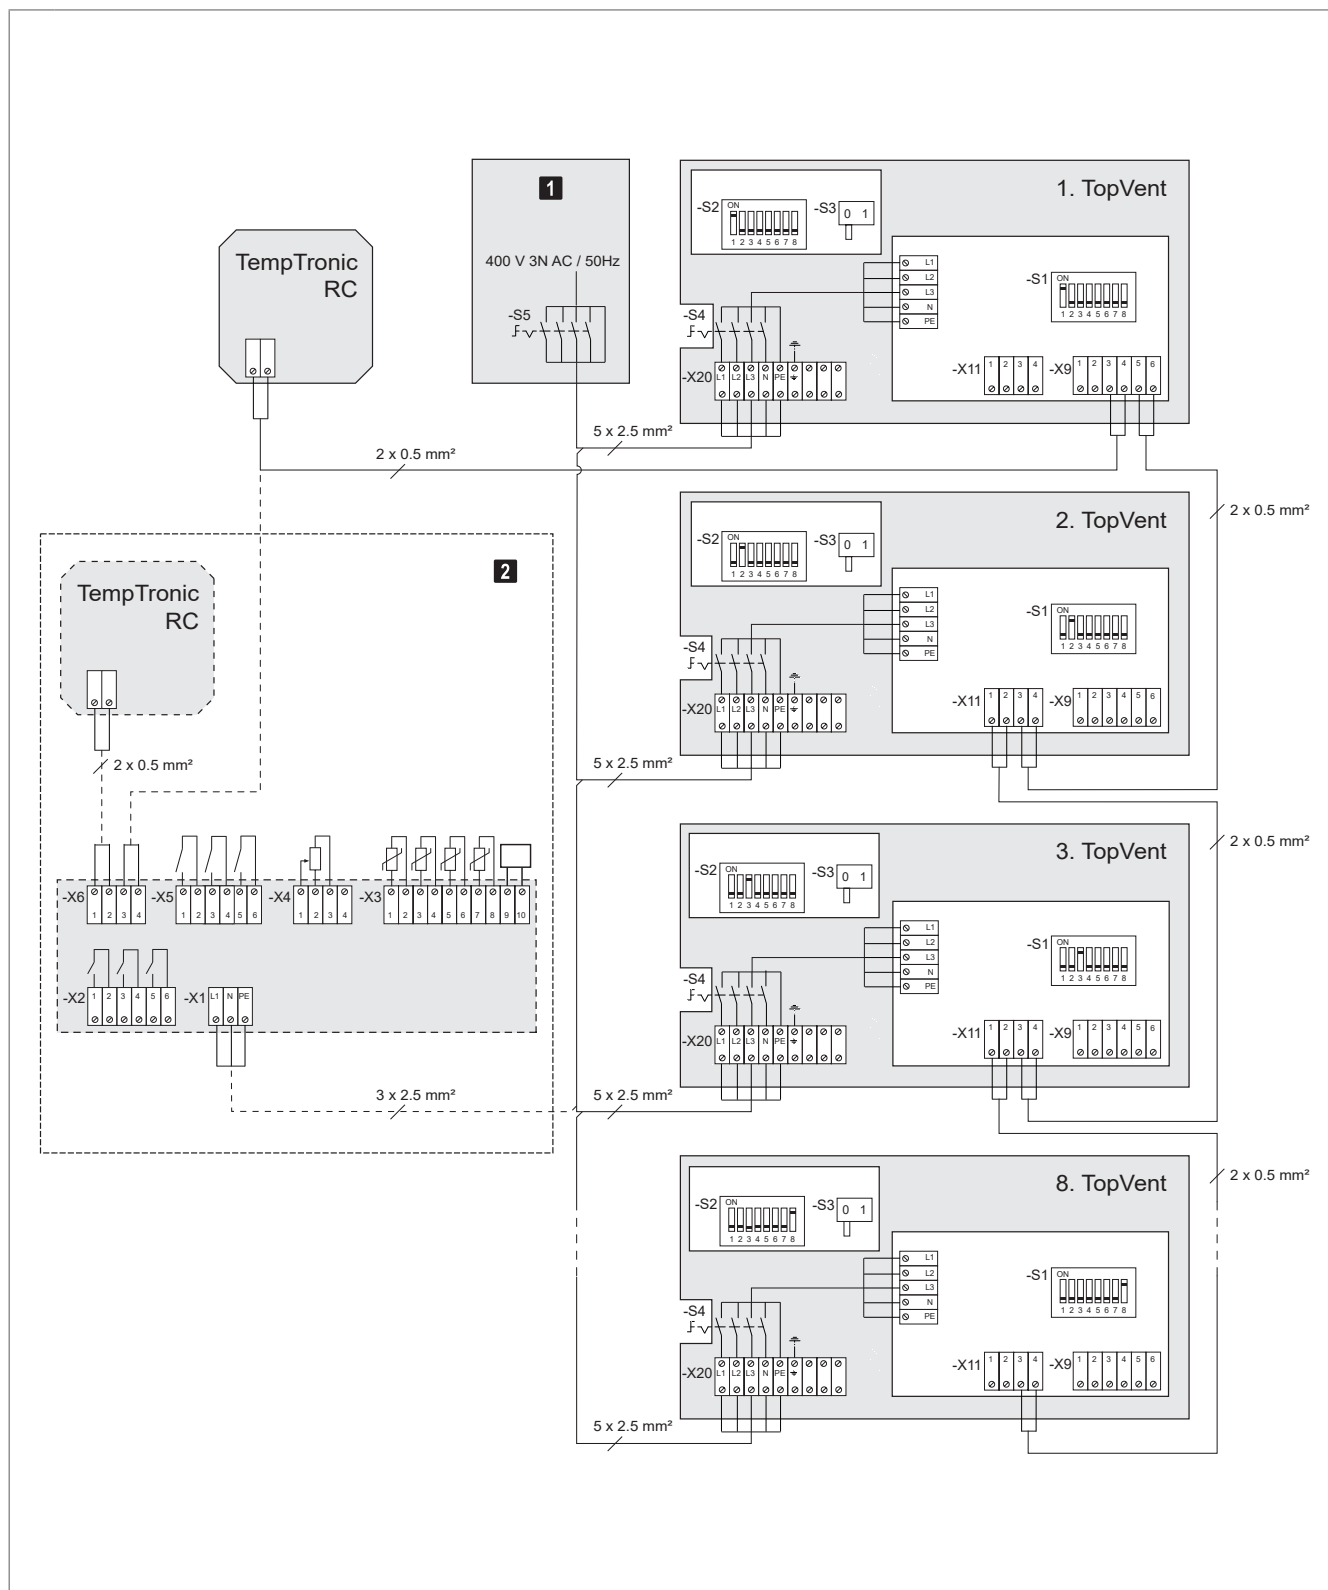 1
400 V 3N AC / 50Hz
-S5
TempTronic
RC
1. TopVent
-S2
ON
1 2 3 4 5 6 7 8
-S3
0 1
-S4
L1
L2
L3
N
PE
-S1
ON
1 2 3 4 5 6 7 8
-X20
L1 L2 L3 N PE
-X11
1 2 3 4
-X9
1 2 3 4 5 6
5 x 2.5 mm²
2 x 0.5 mm²
2 x 0.5 mm²
2. TopVent
-S2
ON
1 2 3 4 5 6 7 8
-S3
0 1
-S4
L1
L2
L3
N
PE
-S1
ON
1 2 3 4 5 6 7 8
-X20
L1 L2 L3 N PE
-X11
1 2 3 4
-X9
1 2 3 4 5 6
5 x 2.5 mm²
2 x 0.5 mm²
2
TempTronic
RC
2 x 0.5 mm²
-X6
1 2 3 4
-X5
1 2 3 4 5 6
-X4
1 2 3 4
-X3
1 2 3 4 5 6 7 8 9 10
-X2
1 2 3 4 5 6
-X1
L1 N PE
3 x 2.5 mm²
3. TopVent
-S2
ON
1 2 3 4 5 6 7 8
-S3
0 1
-S4
L1
L2
L3
N
PE
-S1
ON
1 2 3 4 5 6 7 8
-X20
L1 L2 L3 N PE
-X11
1 2 3 4
-X9
1 2 3 4 5 6
5 x 2.5 mm²
2 x 0.5 mm²
8. TopVent
-S2
ON
1 2 3 4 5 6 7 8
-S3
0 1
-S4
L1
L2
L3
N
PE
-S1
ON
1 2 3 4 5 6 7 8
-X20
L1 L2 L3 N PE
-X11
1 2 3 4
-X9
1 2 3 4 5 6
5 x 2.5 mm²